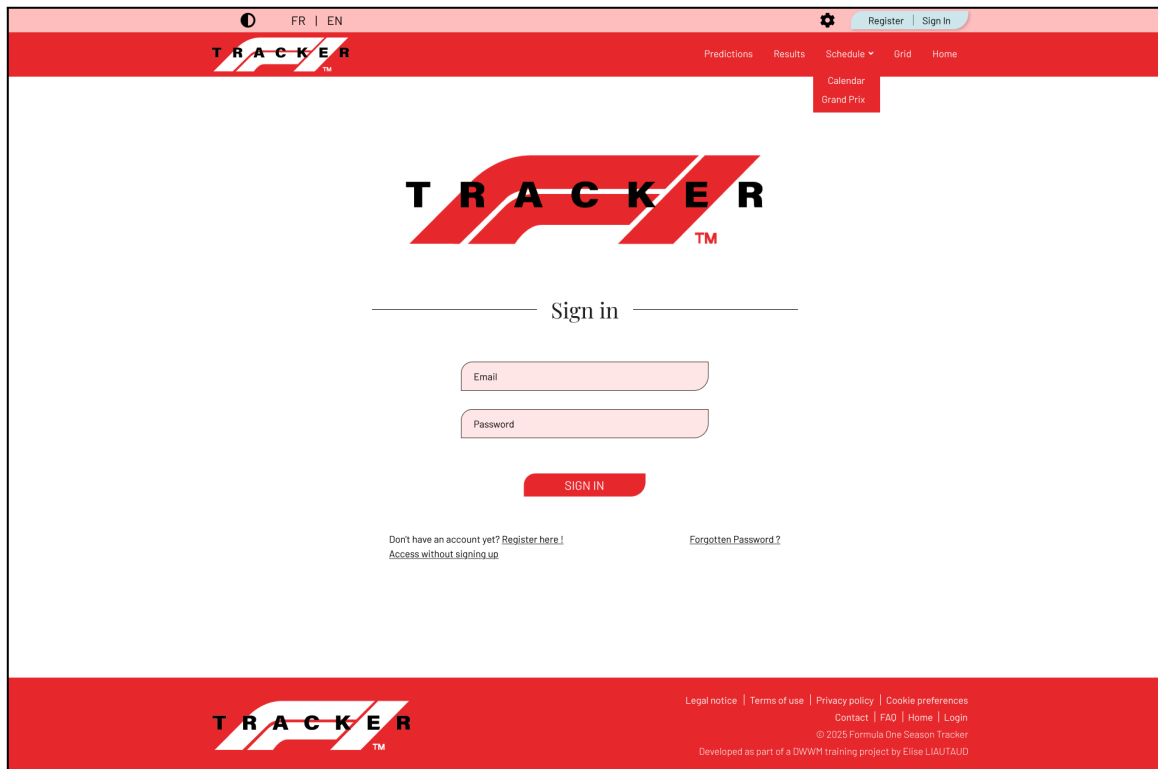 FR | EN
Register | Sign In
TRACKER
TM
Predictions Results Schedule Grid Home
Calendar
Grand Prix
TRACKER
TM
Sign in
Email
Password
SIGN IN
Don't have an account yet? Register here !
Forgotten Password ?
Access without signing up
TRACKER
TM
Legal notice | Terms of use | Privacy policy | Cookie preferences
Contact | FAQ | Home | Login
© 2025 Formula One Season Tracker
Developed as part of a DWWM training project by Elise LIAUTAUD